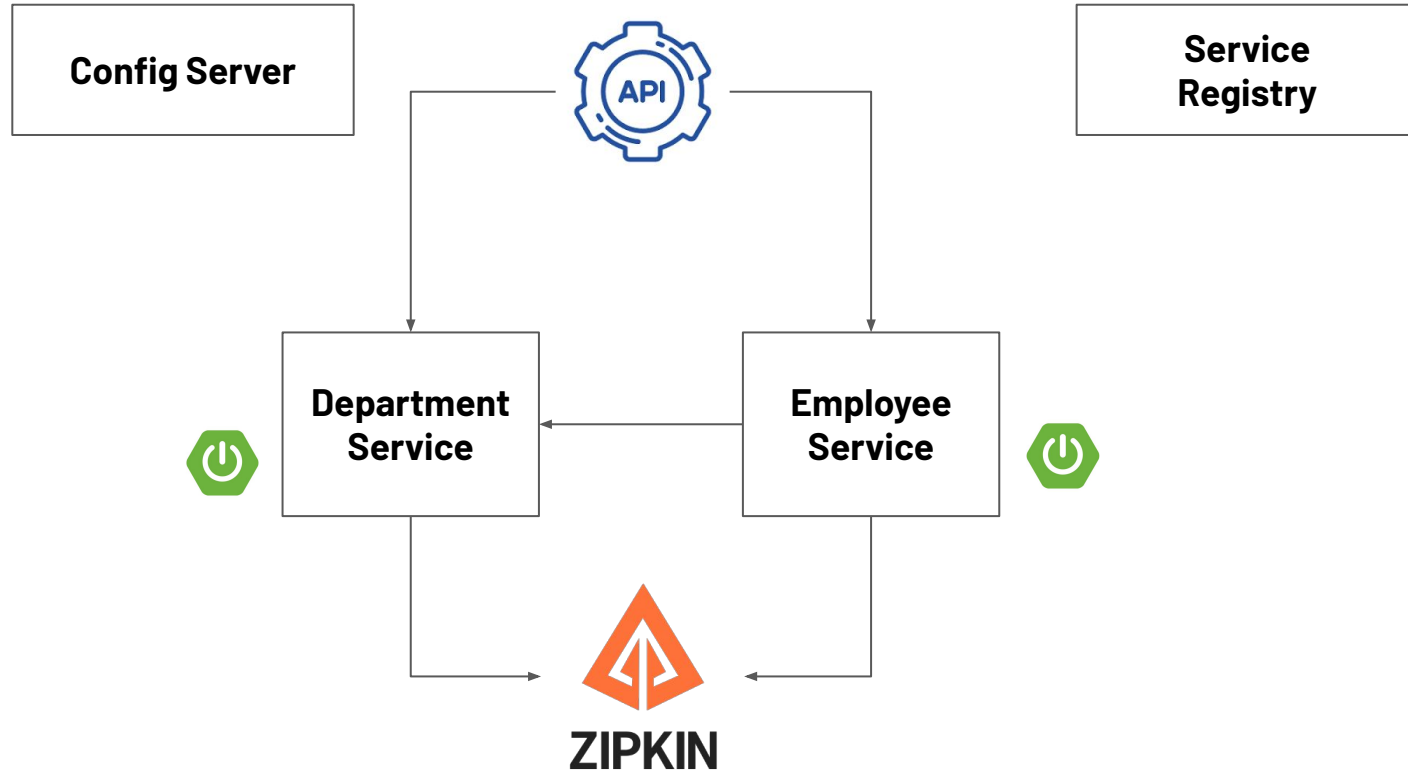 Config Server
API
Service
Registry
Department
Service
Employee
Service
ZIPKIN